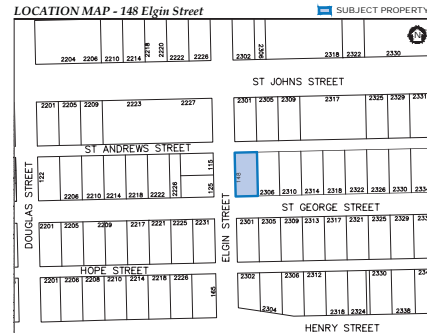 LOCATION MAP - 148 Elgin Street
SUBJECT PROPERTY
N
2204 2206 2210 2214 2218 2220 2222 2226 2302 2306 2318 2322 2330
ST JOHNS STREET
2201 2205 2209 2223 2227 2301 2305 2309 2317 2325 2329 2331
ST ANDREWS STREET
DOUGLAS STREET
122 2206 2210 2214 2218 2222 2226 115 125
ELGIN STREET
148 2306 2310 2314 2318 2322 2326 2330 2334
ST GEORGE STREET
2201 2205 2209 2217 2221 2225 2231 2301 2305 2309 2313 2317 2321 2325 2329
HOPE STREET
2201 2206 2208 2210 2214 2218 2226 165 2302 2304 2306 2312 2318 2324 2330 2338
HENRY STREET